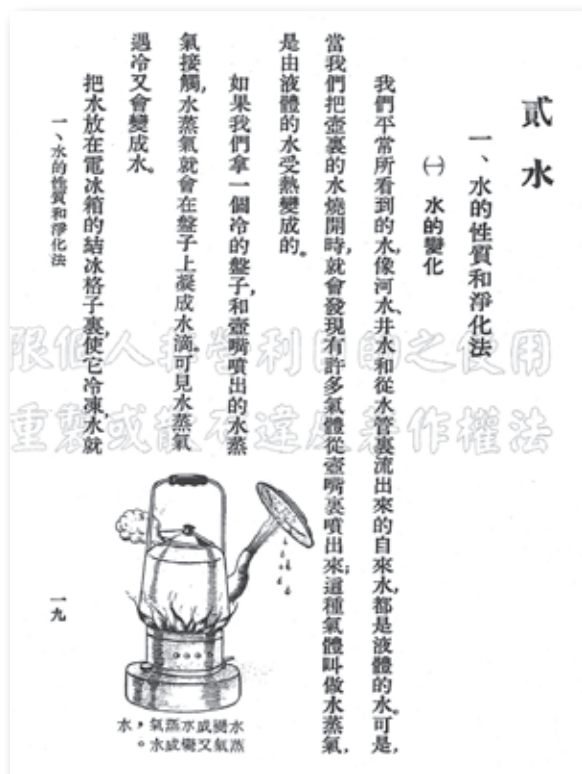 貳 水
一、水的性質和淨化法
㈠ 水的變化
我們平常所看到的水,像河水、井水和從水管裏流出來的自來水,都是液體的水。可是,
當我們把壺裏的水燒開時,就會發現有許多氣體從壺嘴裏噴出來;這種氣體叫做水蒸氣,
是由液體的水受熱變成的。
如果我們拿一個冷的盤子,和壺嘴噴出的水蒸
氣接觸,水蒸氣就會在盤子上凝成水滴。可見水蒸氣
遇冷又會變成水。
把水放在電冰箱的結冰格子裏,使它冷凍,水就
水變成水蒸氣,水
蒸氣又凝成水。
一、水的性質和淨化法
一九
限個人非營利目的之使用
重製或散布違反著作權法